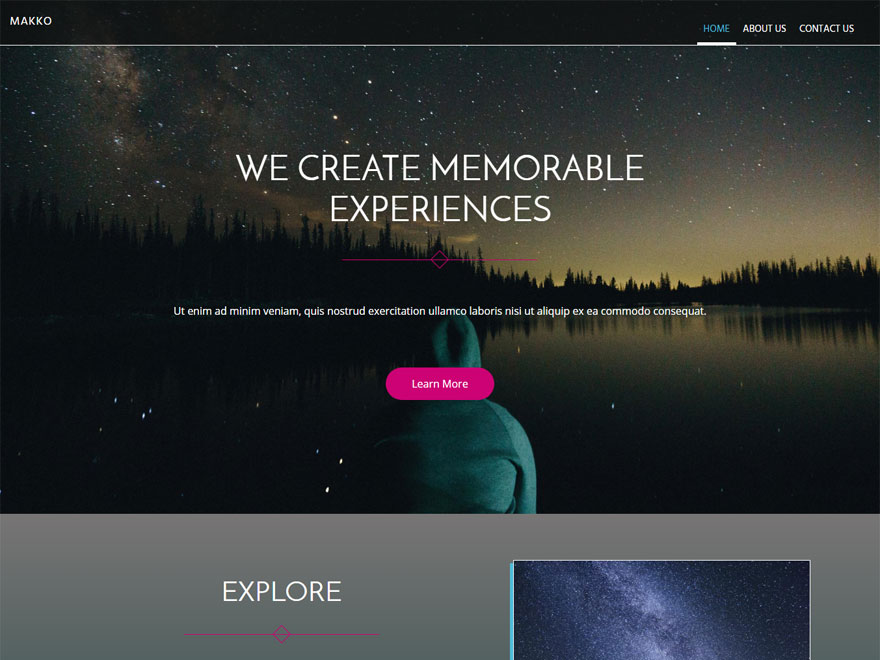 MAKKO
HOME ABOUT US CONTACT US
WE CREATE MEMORABLE
EXPERIENCES
Ut enim ad minim veniam, quis nostrud exercitation ullamco laboris nisi ut aliquip ex ea commodo consequat.
Learn More
EXPLORE